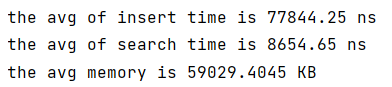 the avg of insert time is 77844.25 ns
the avg of search time is 8654.65 ns
the avg memory is 59029.4045 KB